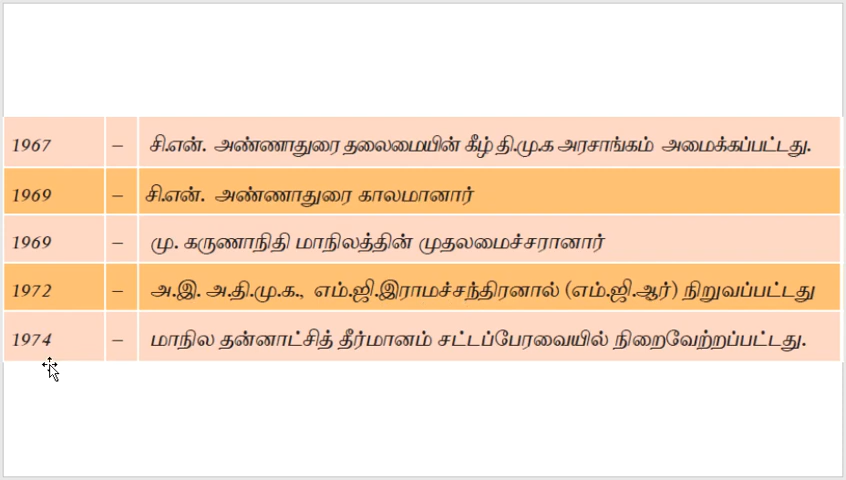 1967 – சி.என். அண்ணாதுரை தலைமையின் கீழ் தி.மு.க அரசாங்கம் அமைக்கப்பட்டது.
1969 – சி.என். அண்ணாதுரை காலமானார்
1969 – மு. கருணாநிதி மாநிலத்தின் முதலமைச்சரானார்
1972 – அ.இ. அ.தி.மு.க., எம்.ஜி.இராமச்சந்திரனால் (எம்.ஜி.ஆர்) நிறுவப்பட்டது
1974 – மாநில தன்னாட்சித் தீர்மானம் சட்டப்பேரவையில் நிறைவேற்றப்பட்டது.